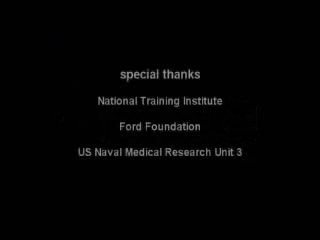 special thanks
National Training Institute
Ford Foundation
US Naval Medical Research Unit 3